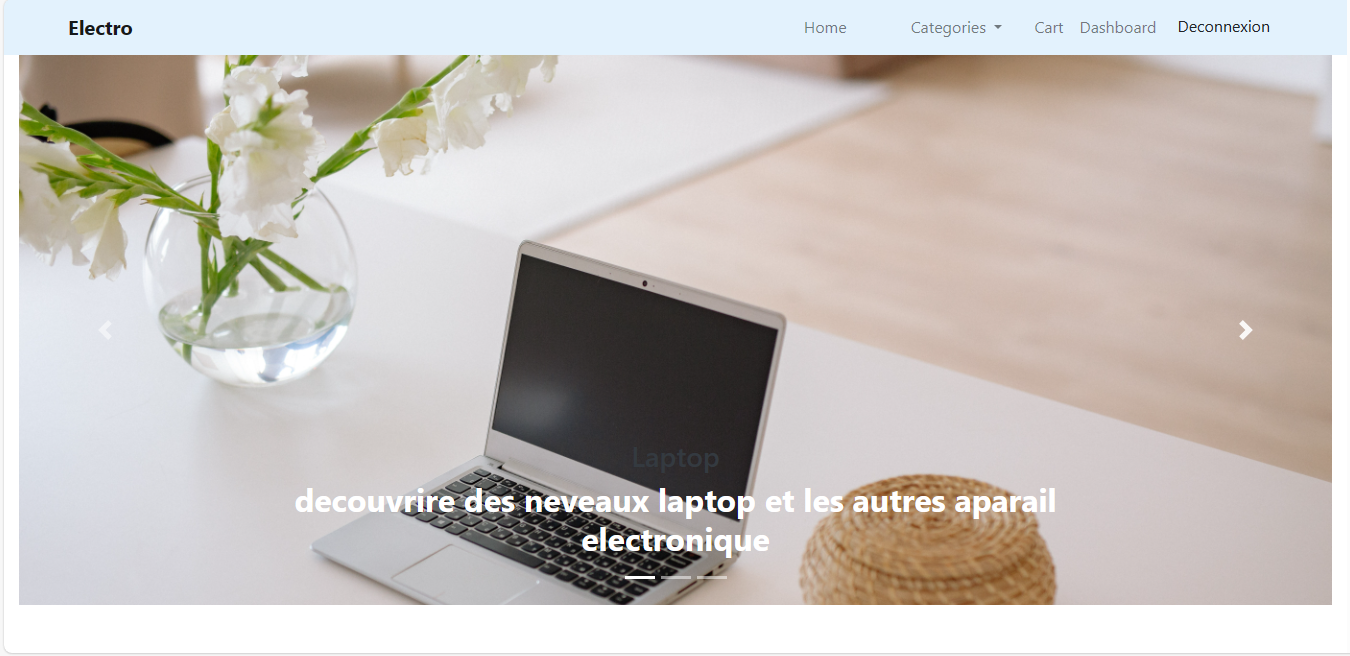 Electro
Home Categories Cart Dashboard Deconnexion
Laptop
decouvrire des neveaux laptop et les autres aparail
electronique